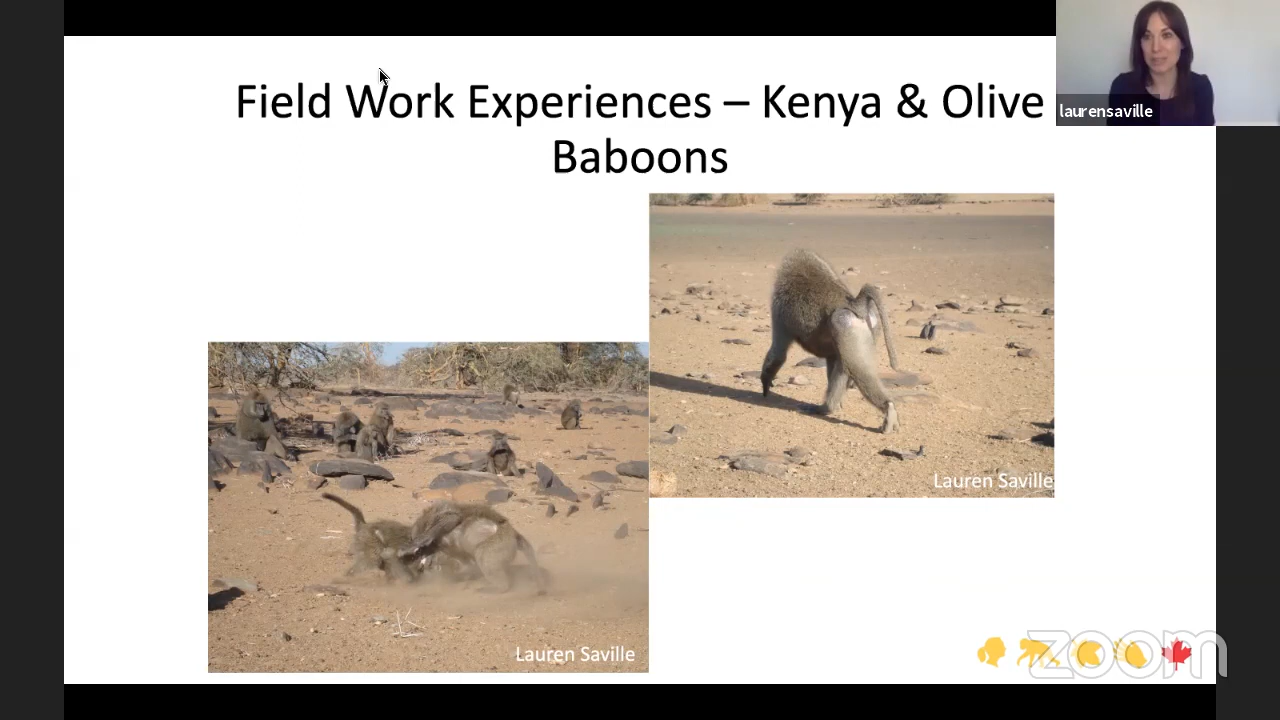 Field Work Experiences – Kenya & Olive
Baboons
laurensaville
Lauren Saville
Lauren Saville
zoom